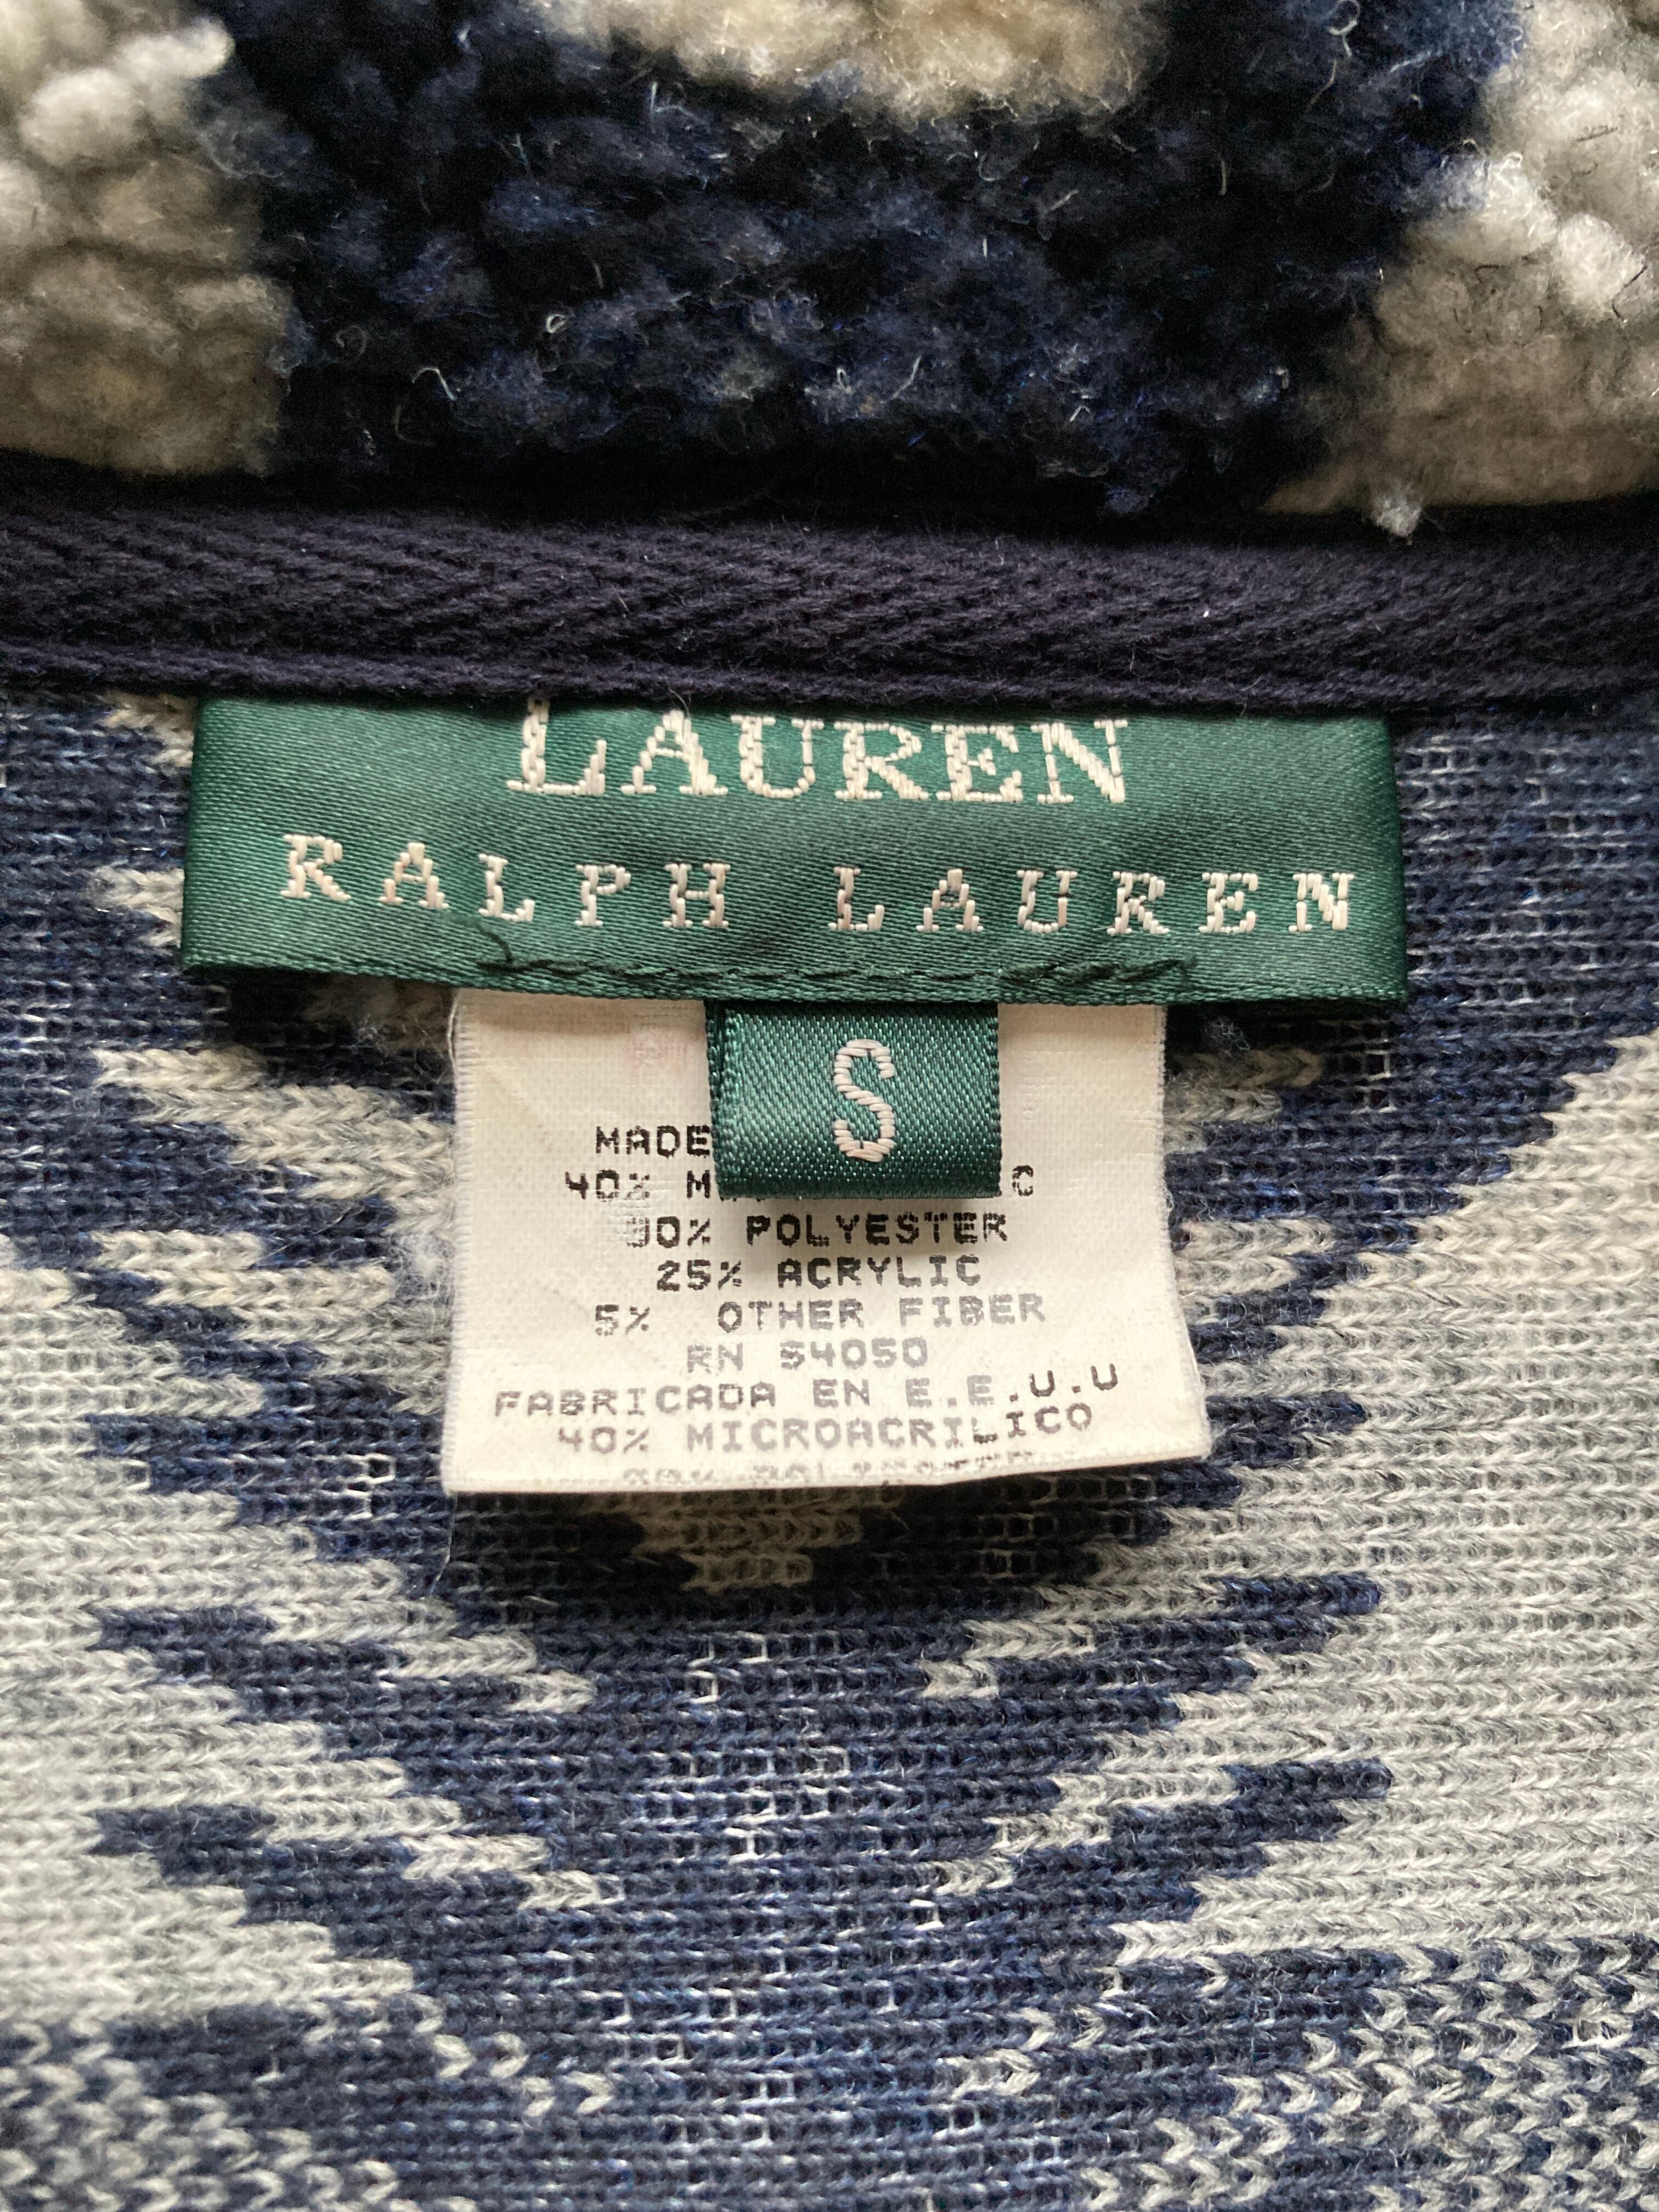 LAUREN
RALPH LAUREN
S
MADE
40%
30% POLYESTER
25% ACRYLIC
5% OTHER FIBER
RN 54050
FABRICADA EN E.E.U.U
40% MICROACRILICO